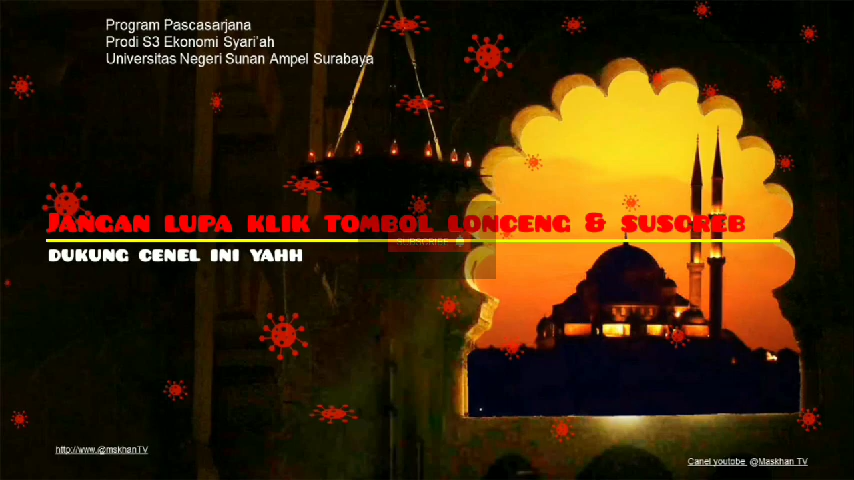 Program Pascasarjana
Prodi S3 Ekonomi Syari'ah
Universitas Negeri Sunan Ampel Surabaya
Jangan lupa klik tombol lonceng & suscreb
SUBSCRIBE
dukung cenel ini yahh
http://www.@mskhanTV
Canel youtobe @Maskhan TV